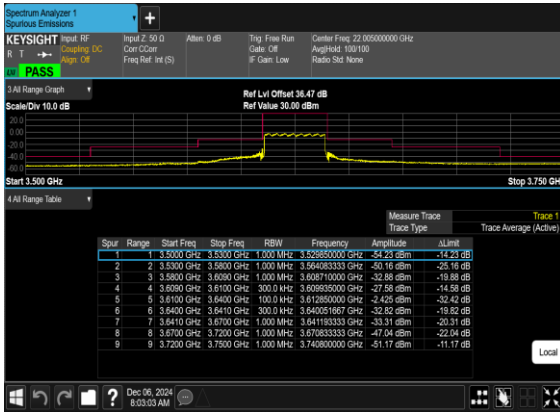 Spectrum Analyzer 1
Spurious Emissions
+
KEYSIGHT Input: RF Input Z: 50 Ω Atten: 0 dB Trig: Free Run Center Freq: 22.005000000 GHz
R T Coupling: DC Corr CCorr Gate: Off Avg|Hold: 100/100
Align: Off Freq Ref: Int (S) IF Gain: Low Radio Std: None
PASS
3 All Range Graph Ref Lvl Offset 36.47 dB
Scale/Div 10.0 dB Ref Value 30.00 dBm
20.0
0.00
-20.0
-40.0
-60.0
Start 3.500 GHz Stop 3.750 GH
4 All Range Table
Measure Trace Trace 1
Trace Type Trace Average (Active)
Spur Range Start Freq Stop Freq RBW Frequency Amplitude ΔLimit
1 1 3.5000 GHz 3.5300 GHz 1.000 MHz 3.529850000 GHz -54.23 dBm -14.23 dB
2 2 3.5300 GHz 3.5800 GHz 1.000 MHz 3.564083333 GHz -50.16 dBm -25.16 dB
3 3 3.5800 GHz 3.6090 GHz 1.000 MHz 3.608710000 GHz -32.88 dBm -19.88 dB
4 4 3.6090 GHz 3.6100 GHz 300.0 kHz 3.609935000 GHz -27.58 dBm -14.58 dB
5 5 3.6100 GHz 3.6400 GHz 100.0 kHz 3.612850000 GHz -2.425 dBm -32.42 dB
6 6 3.6400 GHz 3.6410 GHz 300.0 kHz 3.640051667 GHz -32.82 dBm -19.82 dB
7 7 3.6410 GHz 3.6700 GHz 1.000 MHz 3.641193333 GHz -33.31 dBm -20.31 dB
8 8 3.6700 GHz 3.7200 GHz 1.000 MHz 3.670833333 GHz -47.04 dBm -22.04 dB
9 9 3.7200 GHz 3.7500 GHz 1.000 MHz 3.740800000 GHz -51.17 dBm -11.17 dB
Local
? Dec 06, 2024
8:03:03 AM